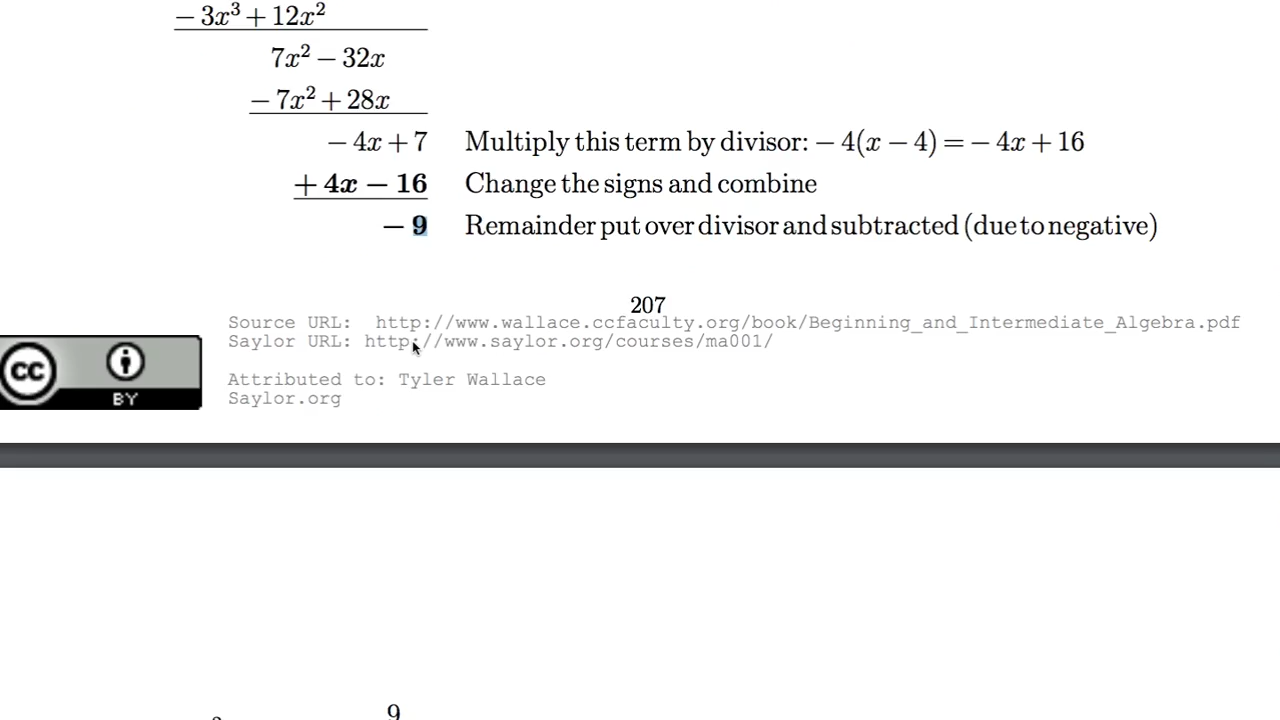 − 3x³ + 12x²
7x² − 32x
− 7x² + 28x
− 4x + 7 Multiply this term by divisor: − 4(x − 4) = − 4x + 16
+ 4x − 16 Change the signs and combine
− 9 Remainder put over divisor and subtracted (due to negative)
207
Source URL: http://www.wallace.ccfaculty.org/book/Beginning_and_Intermediate_Algebra.pdf
Saylor URL: http://www.saylor.org/courses/ma001/
Attributed to: Tyler Wallace
Saylor.org
cc
BY
9